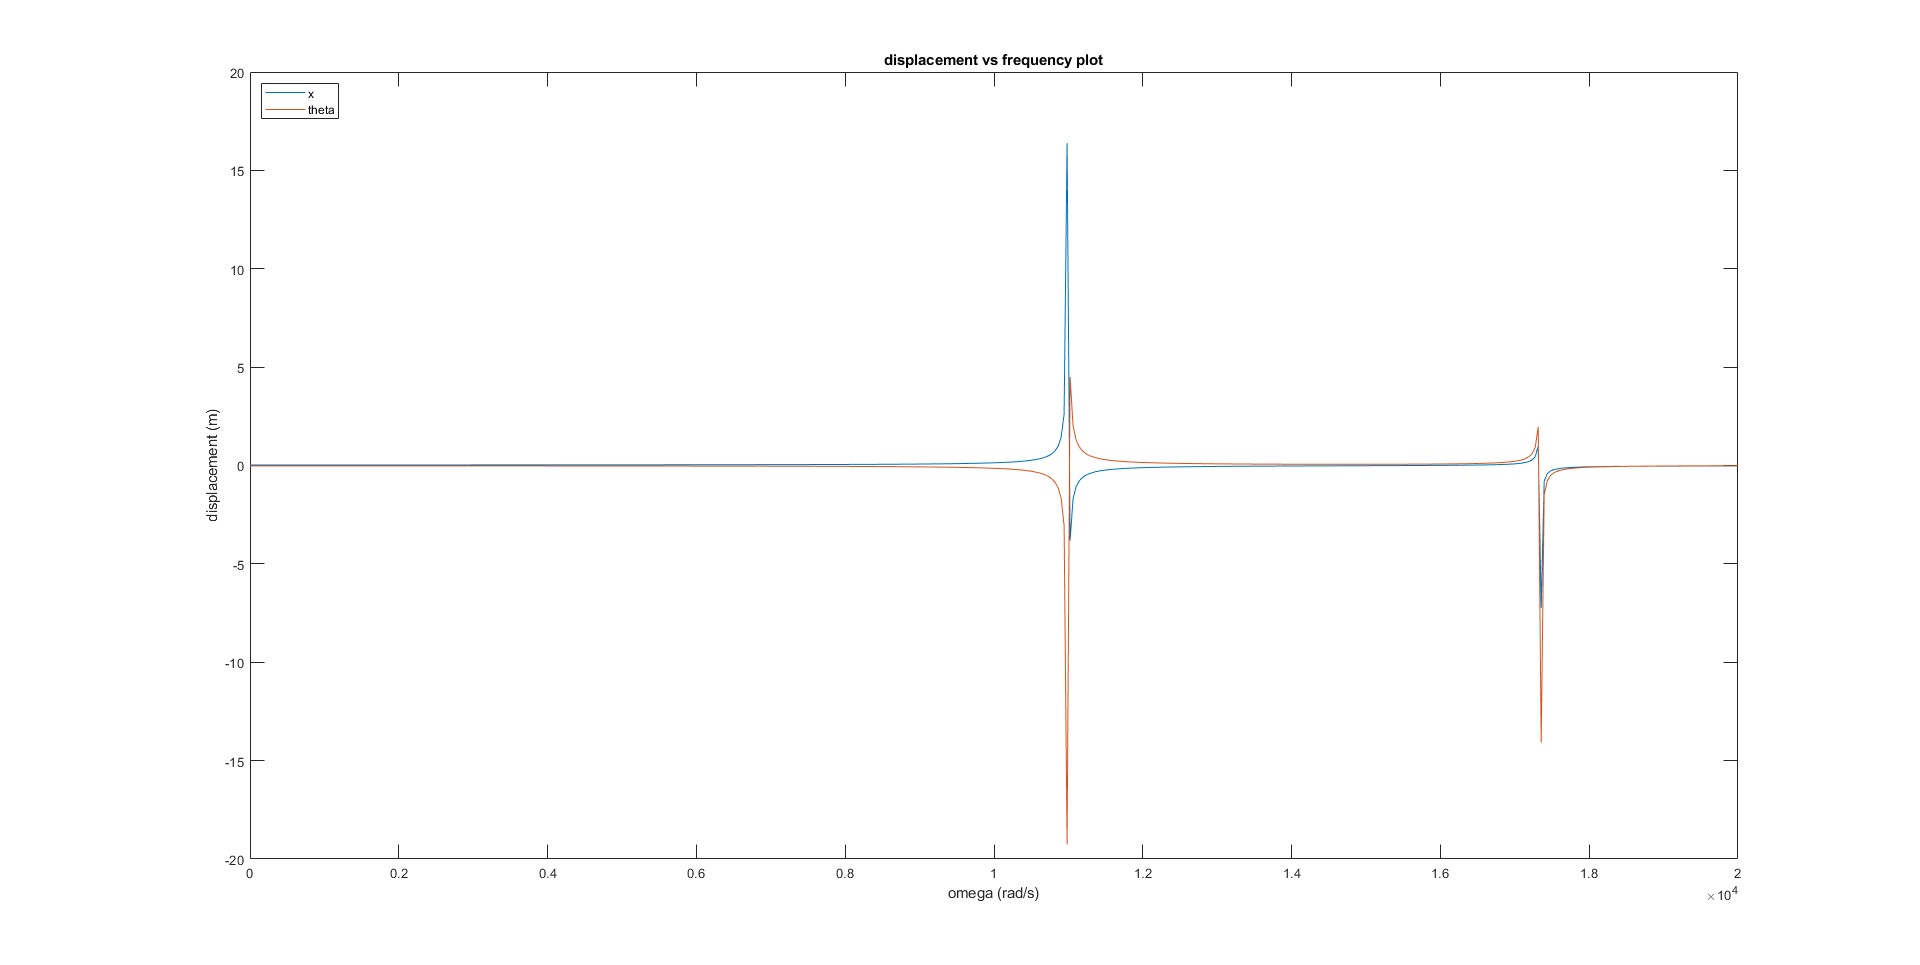 displacement vs frequency plot
x
theta
20
15
10
5
0
-5
-10
-15
-20
displacement (m)
0 0.2 0.4 0.6 0.8 1 1.2 1.4 1.6 1.8 2
×10^4
omega (rad/s)